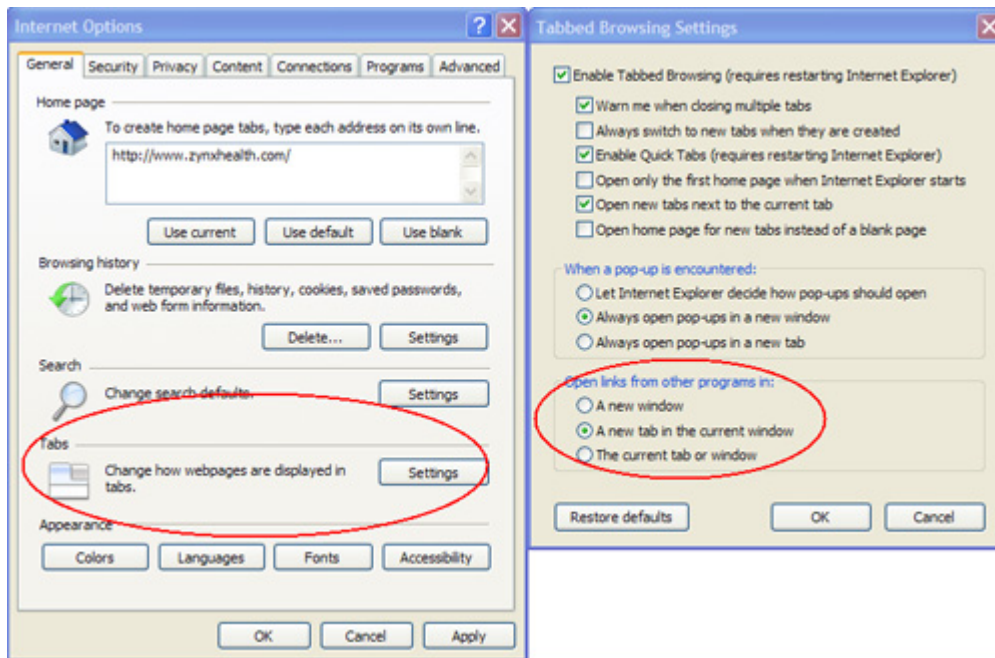 Internet Options
General Security Privacy Content Connections Programs Advanced
Home page
To create home page tabs, type each address on its own line.
http://www.zynxhealth.com/
Use current Use default Use blank
Browsing history
Delete temporary files, history, cookies, saved passwords,
and web form information.
Delete... Settings
Search
Change search defaults. Settings
Tabs
Change how webpages are displayed in
tabs.
Settings
Appearance
Colors Languages Fonts Accessibility
OK Cancel Apply
Tabbed Browsing Settings
Enable Tabbed Browsing (requires restarting Internet Explorer)
Warn me when closing multiple tabs
Always switch to new tabs when they are created
Enable Quick Tabs (requires restarting Internet Explorer)
Open only the first home page when Internet Explorer starts
Open new tabs next to the current tab
Open home page for new tabs instead of a blank page
When a pop-up is encountered:
Let Internet Explorer decide how pop-ups should open
Always open pop-ups in a new window
Always open pop-ups in a new tab
Open links from other programs in:
A new window
A new tab in the current window
The current tab or window
Restore defaults OK Cancel